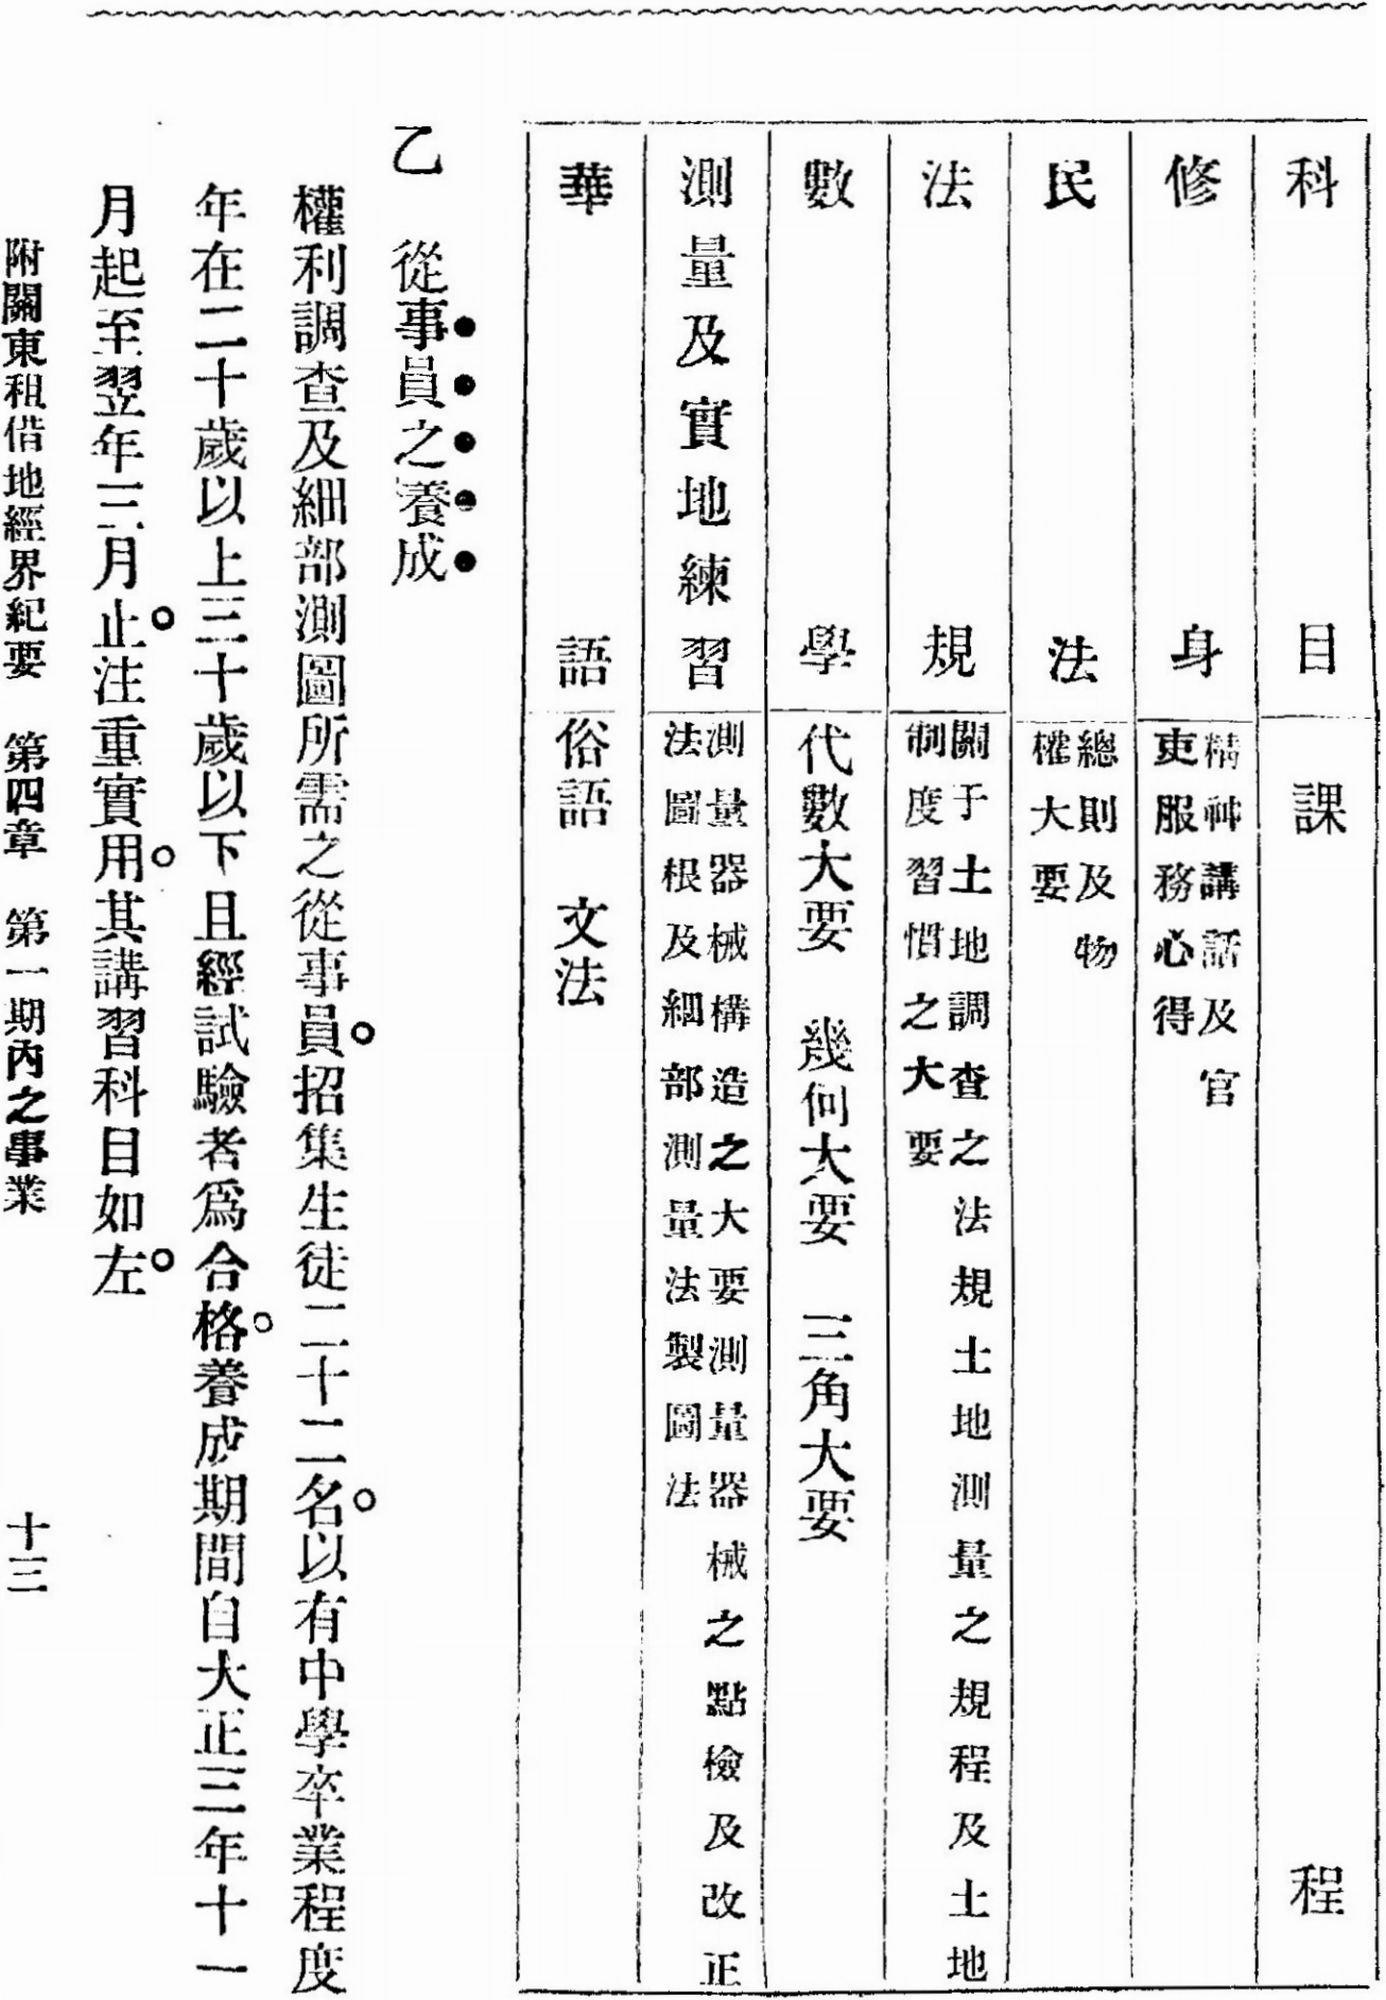 科目　課程
修身　精神講話及官
吏服務心得
民法　總則及物
權大要
法規　關于土地調查之法規土地測量之規程及土地
制度習慣之大要
數學　代數大要　幾何大要　三角大要
測量及實地練習　測量器械構造之大要測量器械之點檢及改正
法圖根及細部測量法製圖法
華語　俗語　文法
乙　從事員之養成
權利調查及細部測圖所需之從事員。招集生徒二十二名。以有中學卒業程度
年在二十歲以上三十歲以下且經試驗者爲合格。養成期間自大正三年十一
月起至翌年三月止。注重實用。其講習科目如左。
附關東租借地經界紀要　第四章　第一期內之事業　十三